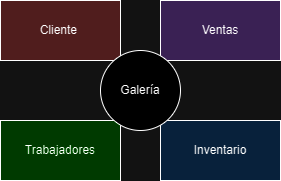 Cliente
Ventas
Galería
Trabajadores
Inventario